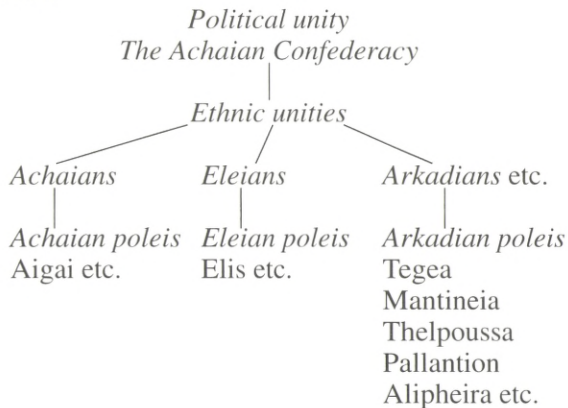 Political unity
The Achaian Confederacy
Ethnic unities
Achaians Eleians Arkadians etc.
Achaian poleis Eleian poleis Arkadian poleis
Aigai etc. Elis etc. Tegea
Mantineia
Thelpoussa
Pallantion
Alipheira etc.